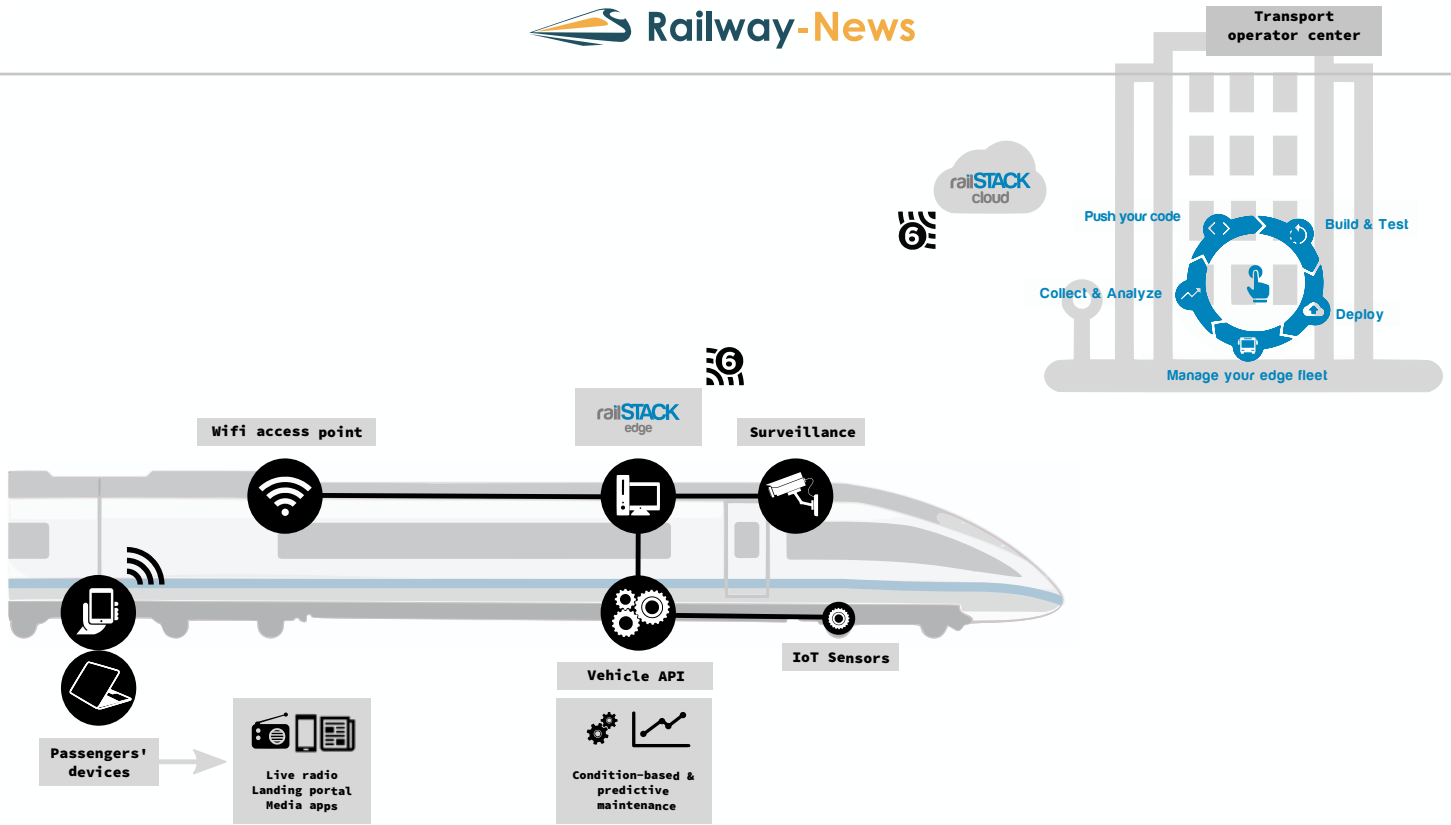 Railway-News
Transport
operator center
railSTACK
cloud
6
Push your code
Build & Test
Collect & Analyze
Deploy
Manage your edge fleet
6
railSTACK
edge
Wifi access point
Surveillance
IoT Sensors
Vehicle API
Passengers'
devices
Live radio
Landing portal
Media apps
Condition-based &
predictive
maintenance